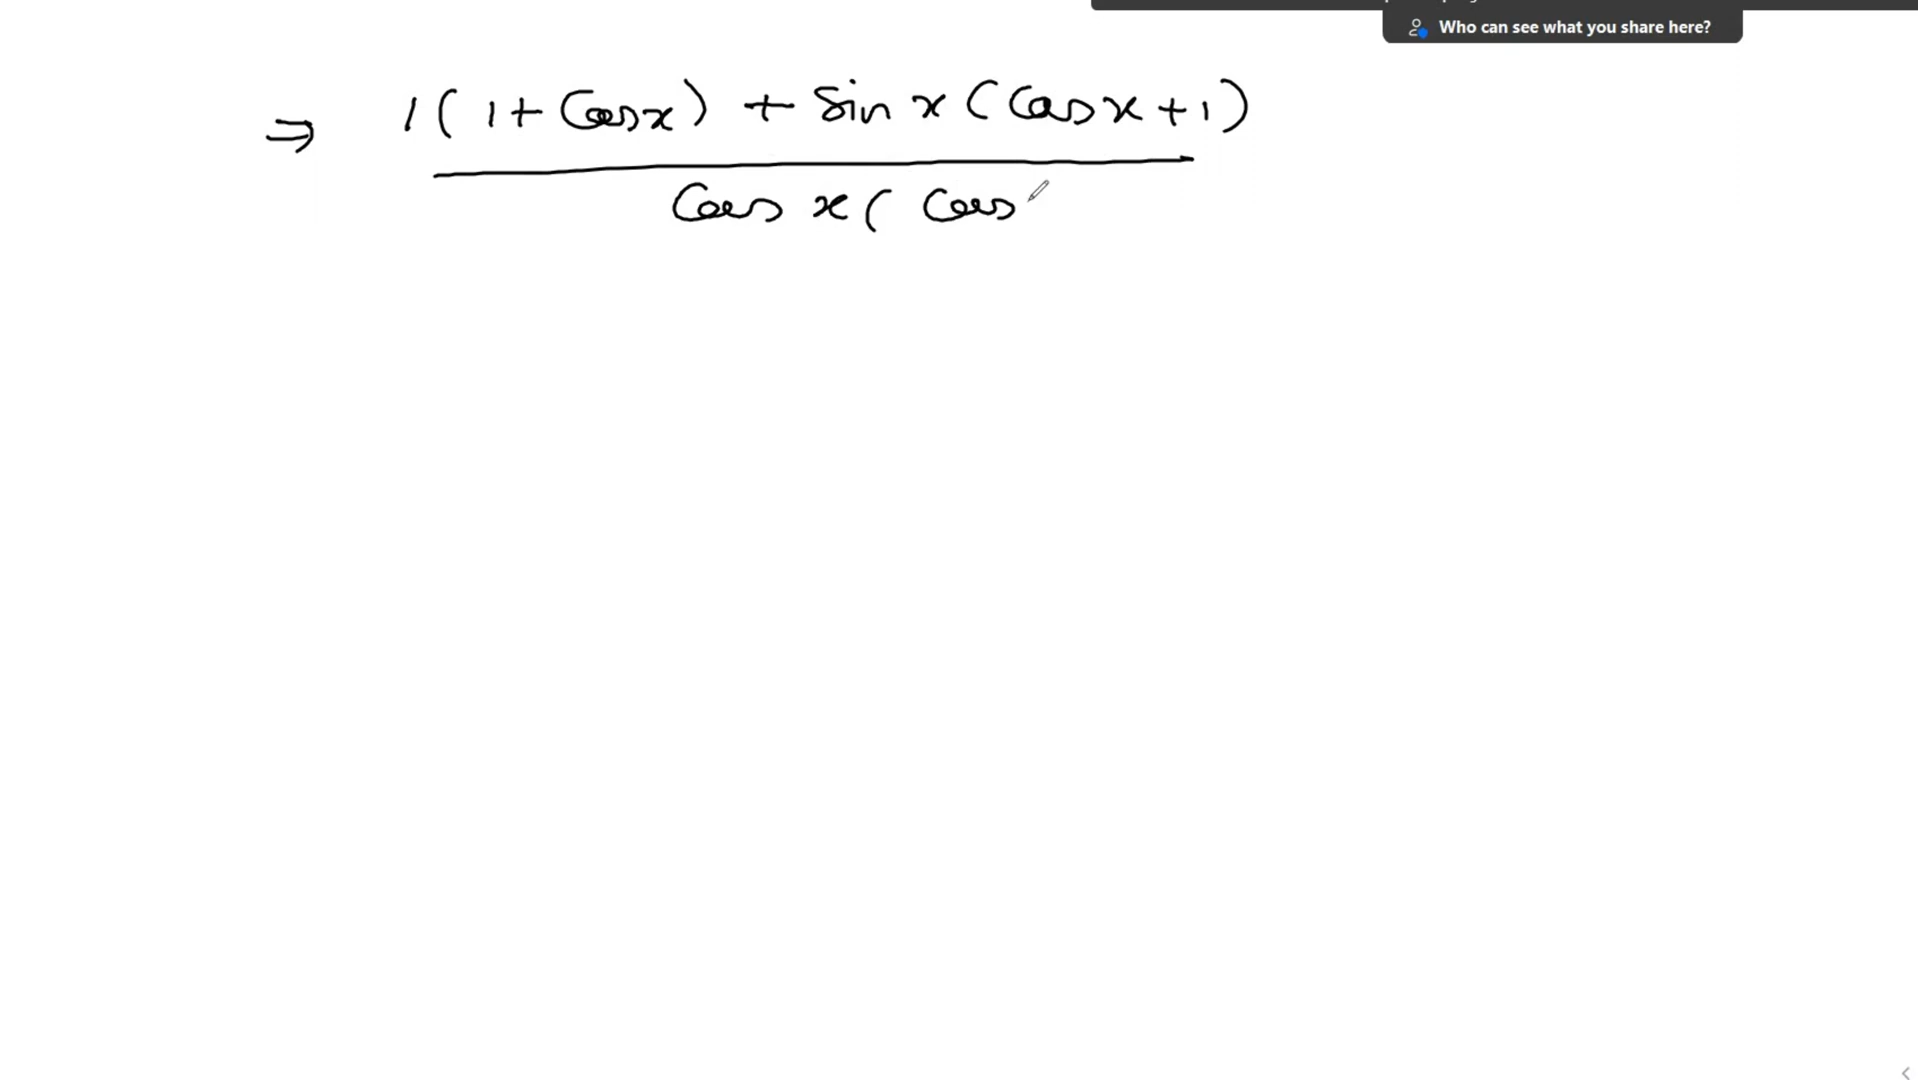 Who can see what you share here?
⇒ 1(1+Cosx) + Sin x(Cosx+1)
Cos x( Cos